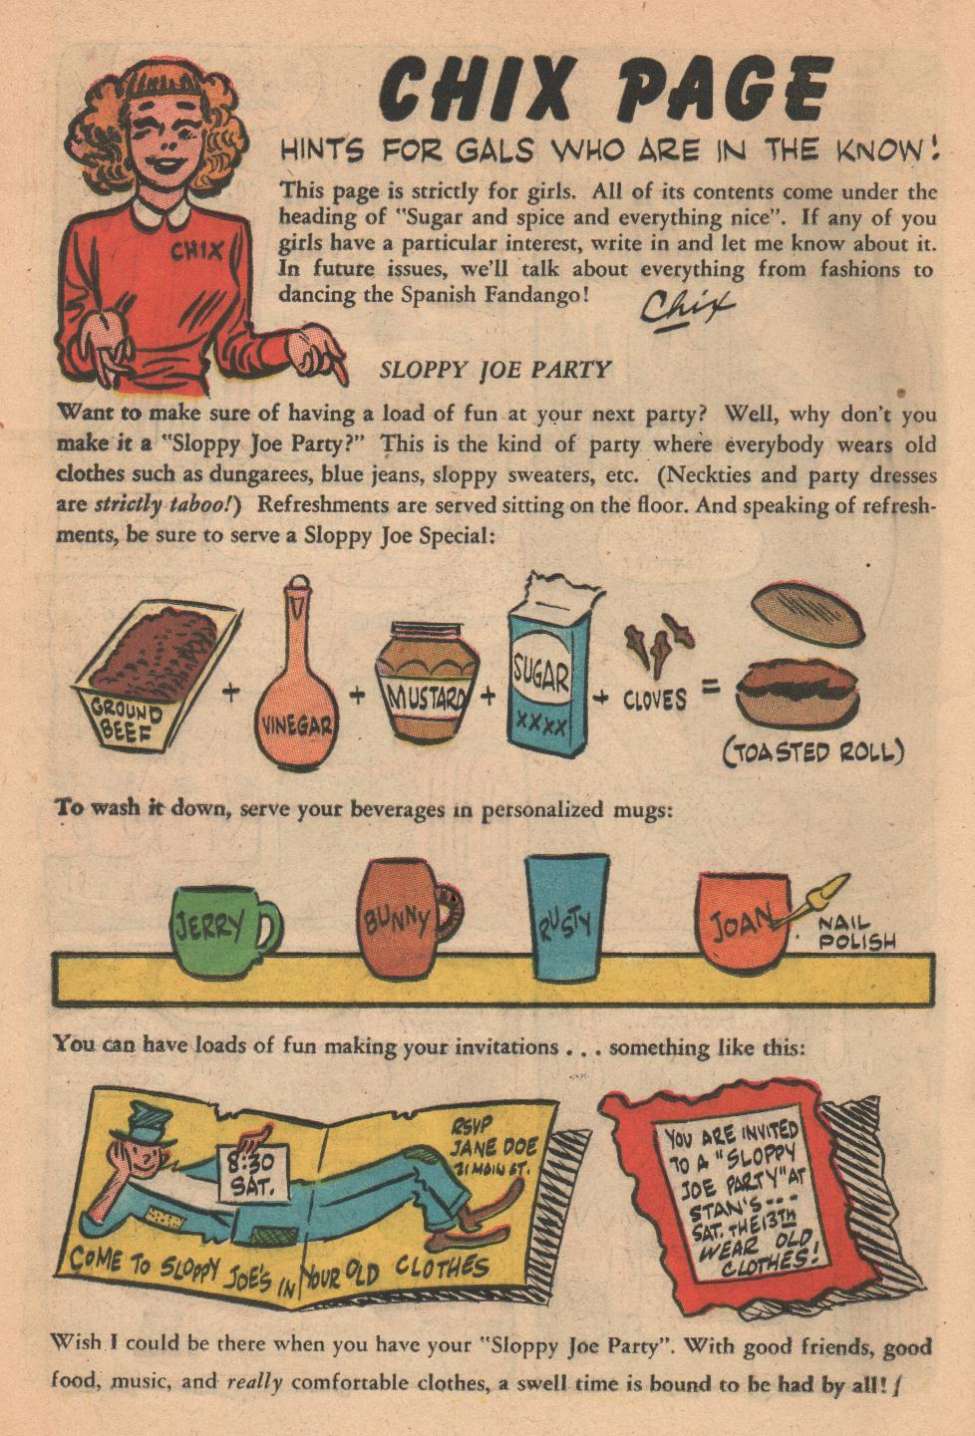 CHIX PAGE
HINTS FOR GALS WHO ARE IN THE KNOW!
CHIX
This page is strictly for girls. All of its contents come under the
heading of "Sugar and spice and everything nice". If any of you
girls have a particular interest, write in and let me know about it.
In future issues, we'll talk about everything from fashions to
dancing the Spanish Fandango!
Chix
SLOPPY JOE PARTY
Want to make sure of having a load of fun at your next party? Well, why don't you
make it a "Sloppy Joe Party?" This is the kind of party where everybody wears old
clothes such as dungarees, blue jeans, sloppy sweaters, etc. (Neckties and party dresses
are strictly taboo!) Refreshments are served sitting on the floor. And speaking of refresh-
ments, be sure to serve a Sloppy Joe Special:
GROUND
BEEF
+
VINEGAR
+
MUSTARD
+
SUGAR
XXXX
+
CLOVES
=
(TOASTED ROLL)
To wash it down, serve your beverages in personalized mugs:
JERRY
BUNNY
RUSTY
JOAN
NAIL
POLISH
You can have loads of fun making your invitations . . . something like this:
RSVP
JANE DOE
21 MAIN ST.
8:30
SAT.
COME TO SLOPPY JOE'S IN YOUR OLD CLOTHES
YOU ARE INVITED
TO A "SLOPPY
JOE PARTY" AT
STAN'S---
SAT. THE 13TH
WEAR OLD
CLOTHES!
Wish I could be there when you have your "Sloppy Joe Party". With good friends, good
food, music, and really comfortable clothes, a swell time is bound to be had by all!